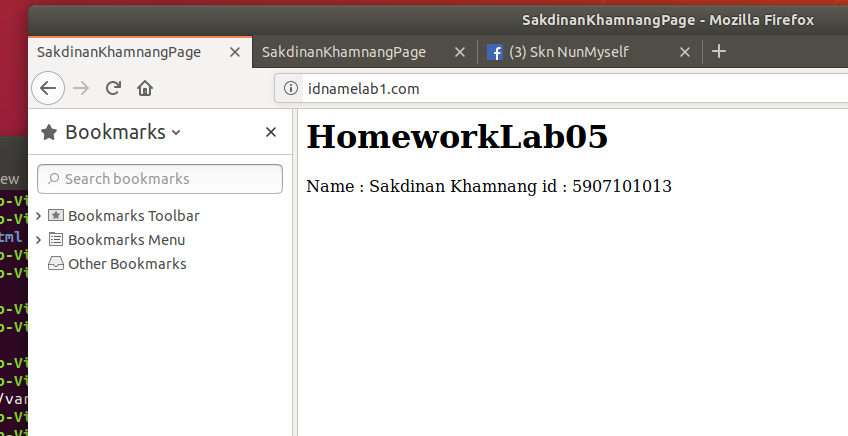 SakdinanKhamnangPage - Mozilla Firefox
SakdinanKhamnangPage
SakdinanKhamnangPage
(3) Skn NunMyself
idnamelab1.com
Bookmarks
Search bookmarks
Bookmarks Toolbar
Bookmarks Menu
Other Bookmarks
HomeworkLab05
Name : Sakdinan Khamnang id : 5907101013
ew
o-Vi
o-Vi
tml
o-Vi
o-Vi
o-Vi
o-Vi
o-Vi
o-Vi
/var
o-Vi
o-Vi